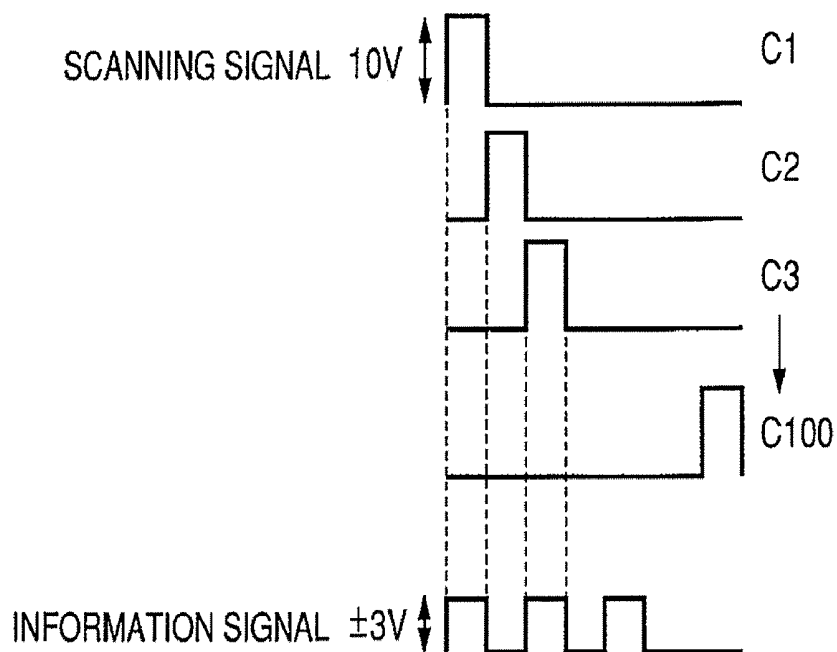 C1
SCANNING SIGNAL 10V
C2
C3
C100
INFORMATION SIGNAL ±3V